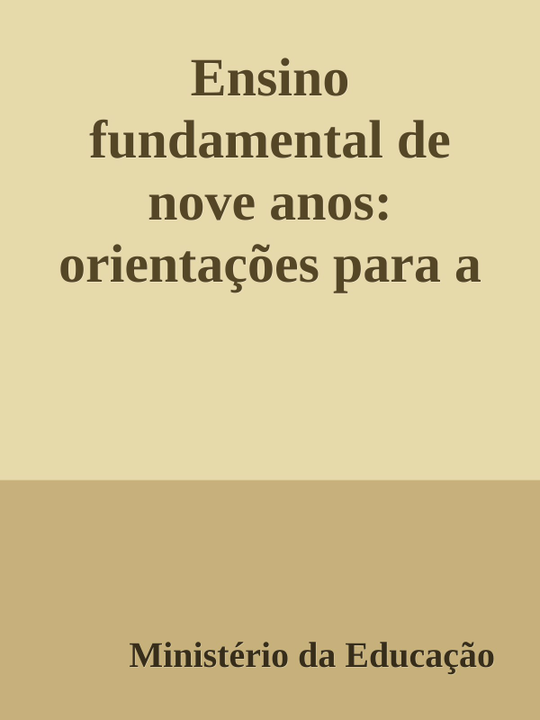 Ensino
fundamental de
nove anos:
orientações para a
Ministério da Educação